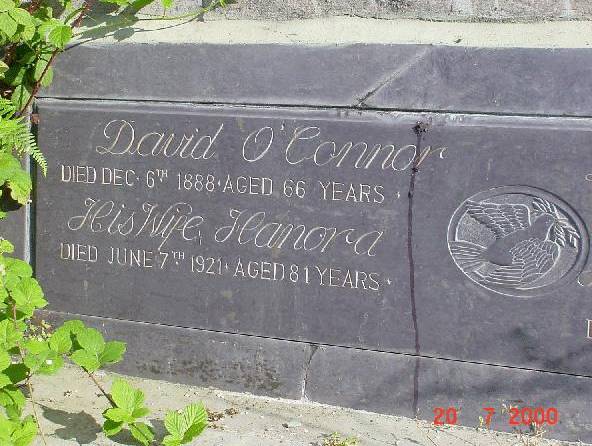 David O'Connor
DIED DEC. 6TH 1888 · AGED 66 YEARS ·
His Wife, Hanora
DIED JUNE 7TH 1921 · AGED 81 YEARS ·
20 7 2000